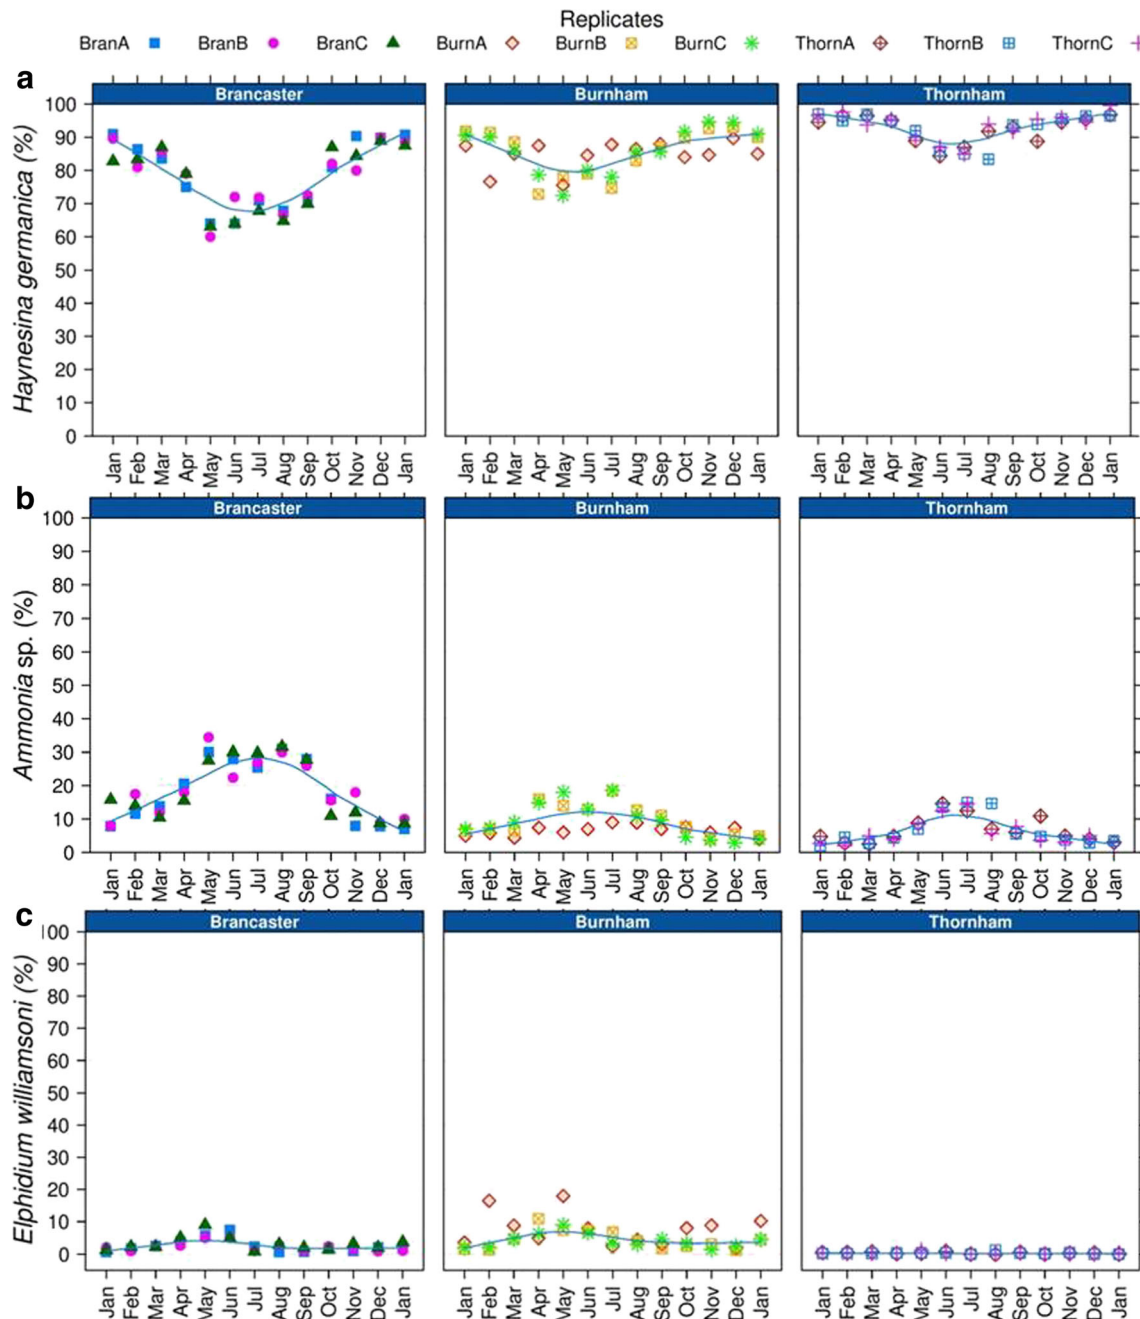 Replicates
BranA BranB BranC BurnA BurnB BurnC ThornA ThornB ThornC
a
Brancaster Burnham Thornham
Haynesina germanica (%)
100
90
80
70
60
50
40
30
20
10
0
Jan Feb Mar Apr May Jun Jul Aug Sep Oct Nov Dec Jan Jan Feb Mar Apr May Jun Jul Aug Sep Oct Nov Dec Jan Jan Feb Mar Apr May Jun Jul Aug Sep Oct Nov Dec Jan
b
Brancaster Burnham Thornham
Ammonia sp. (%)
100
90
80
70
60
50
40
30
20
10
0
Jan Feb Mar Apr May Jun Jul Aug Sep Oct Nov Dec Jan Jan Feb Mar Apr May Jun Jul Aug Sep Oct Nov Dec Jan Jan Feb Mar Apr May Jun Jul Aug Sep Oct Nov Dec Jan
c
Brancaster Burnham Thornham
Elphidium williamsoni (%)
100
90
80
70
60
50
40
30
20
10
0
Jan Feb Mar Apr May Jun Jul Aug Sep Oct Nov Dec Jan Jan Feb Mar Apr May Jun Jul Aug Sep Oct Nov Dec Jan Jan Feb Mar Apr May Jun Jul Aug Sep Oct Nov Dec Jan